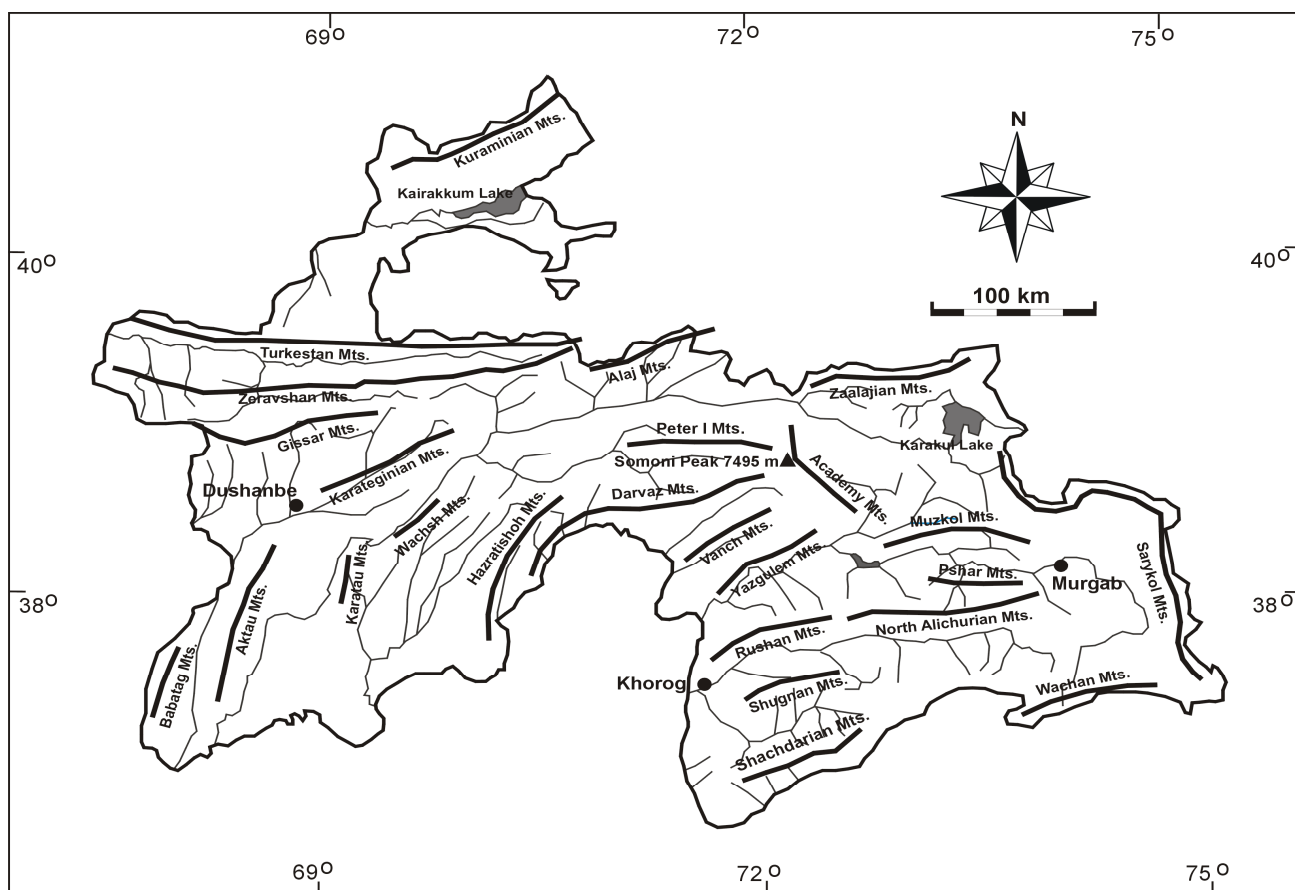 69° 72° 75°
N
Kuraminian Mts.
Kairakkum Lake
40° 40°
100 km
Turkestan Mts.
Alaj Mts.
Zaalajian Mts.
Zeravshan Mts.
Gissar Mts.
Peter I Mts.
Karakul Lake
Karateginian Mts.
Somoni Peak 7495 m
Academy Mts.
Dushanbe
Darvaz Mts.
Wachsh Mts.
Hazratishoh Mts.
Muzkol Mts.
Vanch Mts.
Yazgulem Mts.
Pshar Mts.
Murgab
Sarykol Mts.
Karatau Mts.
38° 38°
Aktau Mts.
North Alichurian Mts.
Rushan Mts.
Babatag Mts.
Khorog
Shugnan Mts.
Wachan Mts.
Shachdarian Mts.
69° 72° 75°